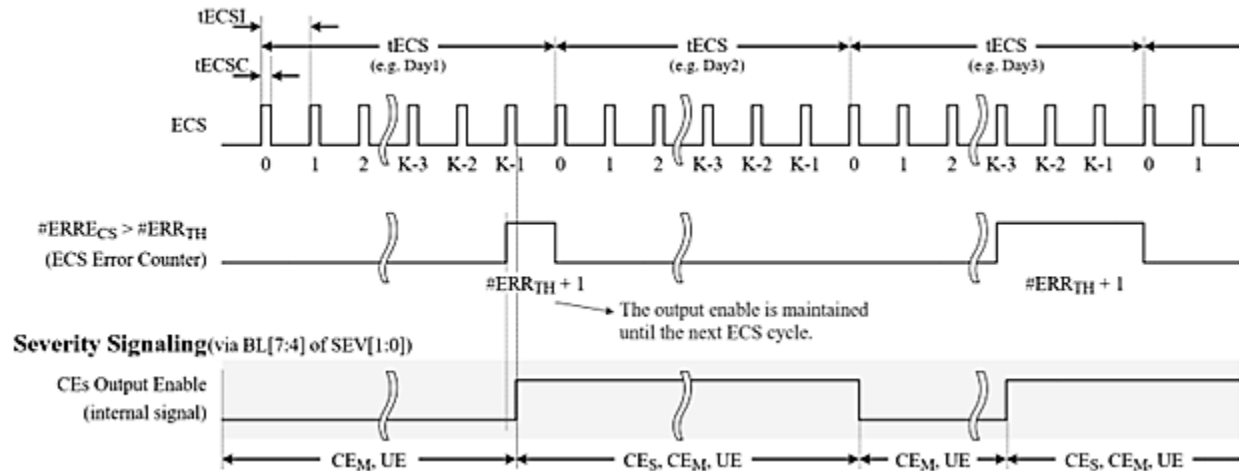 tECSI
tECS tECS tECS
(e.g. Day1) (e.g. Day2) (e.g. Day3)
tECSC
ECS
0 1 2 K-3 K-2 K-1 0 1 2 K-3 K-2 K-1 0 1 2 K-3 K-2 K-1 0 1
#ERRECS > #ERRTH
(ECS Error Counter)
#ERRTH + 1 #ERRTH + 1
The output enable is maintained
until the next ECS cycle.
Severity Signaling(via BL[7:4] of SEV[1:0])
CEs Output Enable
(internal signal)
CEM, UE CES, CEM, UE CEM, UE CES, CEM, UE